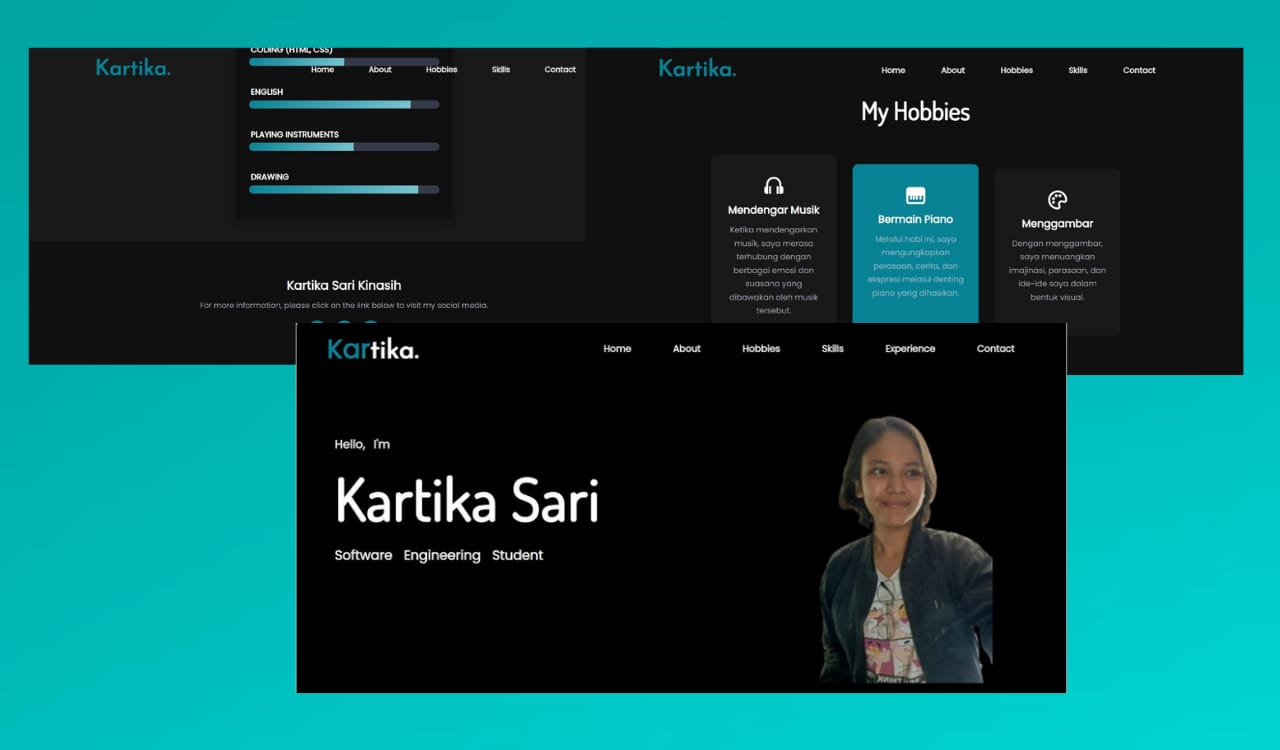 CODING (HTML, CSS)
Kartika.
Home About Hobbies Skills Contact
ENGLISH
PLAYING INSTRUMENTS
DRAWING
Kartika Sari Kinasih
For more information, please click on the link below to visit my social media.
Kartika.
Home About Hobbies Skills Contact
My Hobbies
Mendengar Musik
Ketika mendengarkan
musik, saya merasa
terhubung dengan
berbagai emosi dan
suasana yang
dibawakan oleh musik
tersebut.
Bermain Piano
Melalui hobi ini, saya
mengungkapkan
perasaan, cerita, dan
ekspresi melalui denting
piano yang dihasilkan.
Menggambar
Dengan menggambar,
saya menuangkan
imajinasi, perasaan, dan
ide-ide saya dalam
bentuk visual.
Kartika.
Home About Hobbies Skills Experience Contact
Hello, I'm
Kartika Sari
Software Engineering Student